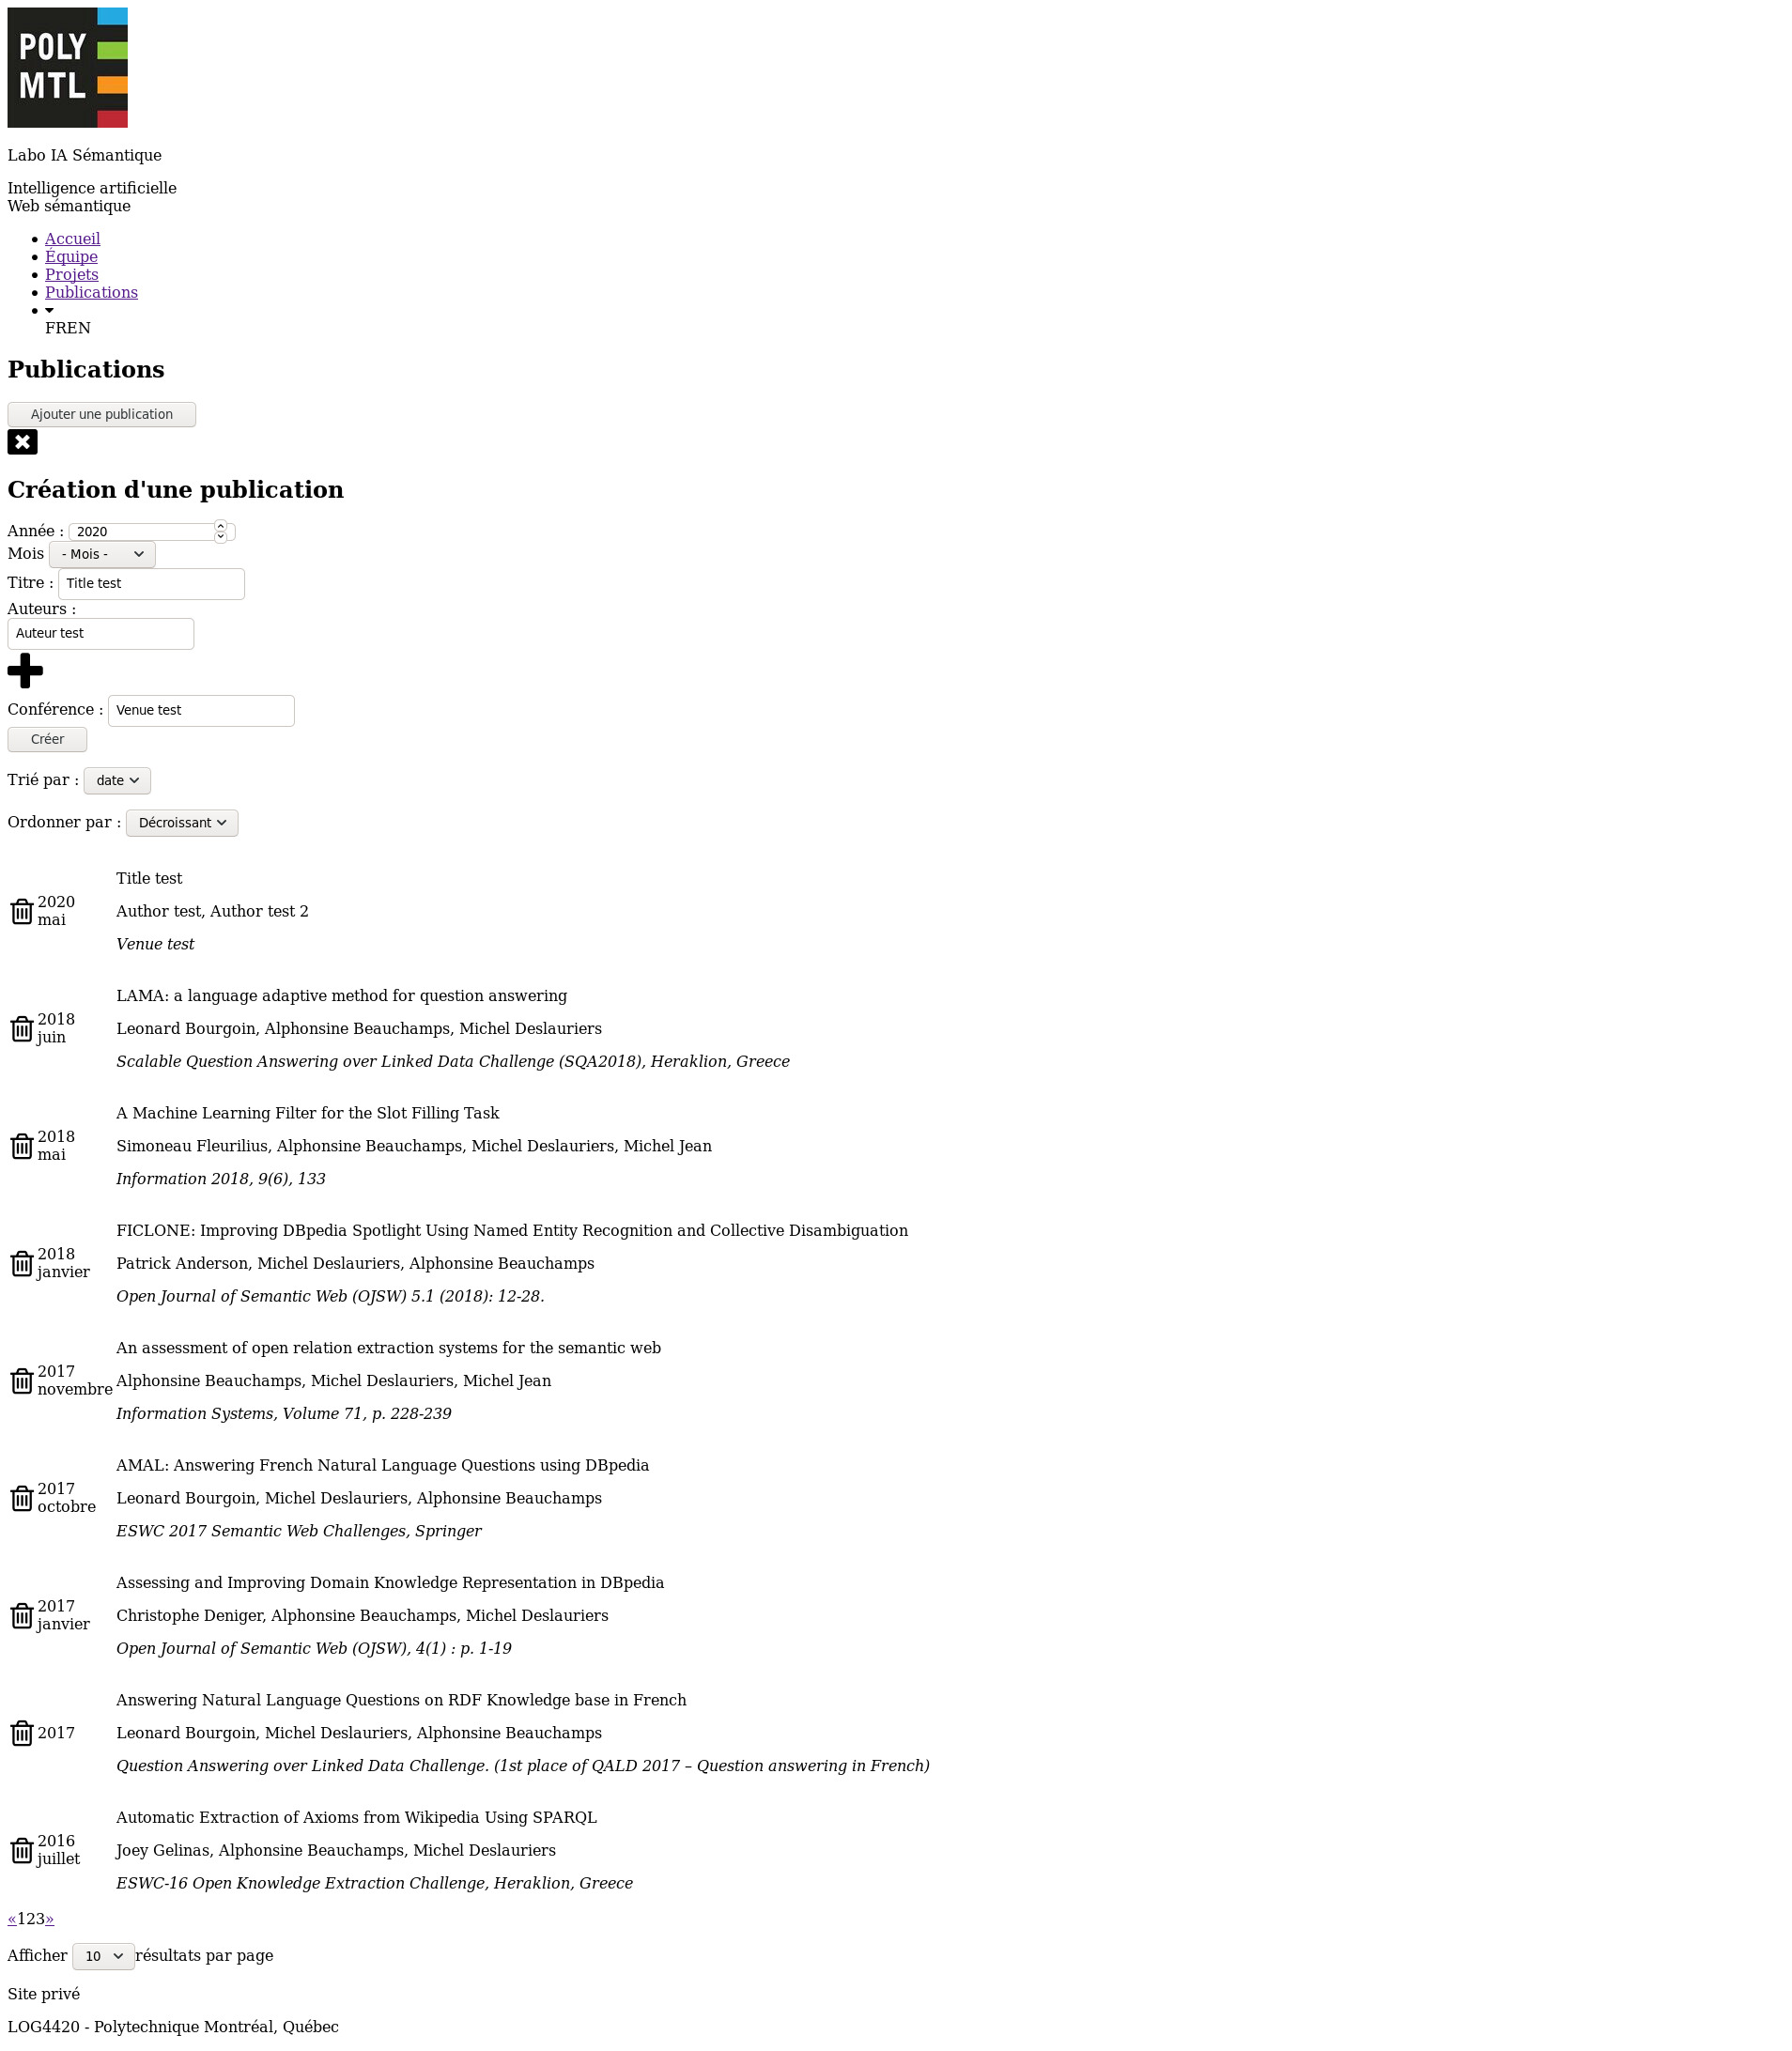 POLY
MTL
Labo IA Sémantique
Intelligence artificielle
Web sémantique
Accueil
Équipe
Projets
Publications
FREN
Publications
Ajouter une publication
Création d'une publication
Année : 2020
Mois - Mois -
Titre : Title test
Auteurs :
Auteur test
Conférence : Venue test
Créer
Trié par : date
Ordonner par : Décroissant
2020
mai
Title test
Author test, Author test 2
Venue test
2018
juin
LAMA: a language adaptive method for question answering
Leonard Bourgoin, Alphonsine Beauchamps, Michel Deslauriers
Scalable Question Answering over Linked Data Challenge (SQA2018), Heraklion, Greece
2018
mai
A Machine Learning Filter for the Slot Filling Task
Simoneau Fleurilius, Alphonsine Beauchamps, Michel Deslauriers, Michel Jean
Information 2018, 9(6), 133
2018
janvier
FICLONE: Improving DBpedia Spotlight Using Named Entity Recognition and Collective Disambiguation
Patrick Anderson, Michel Deslauriers, Alphonsine Beauchamps
Open Journal of Semantic Web (OJSW) 5.1 (2018): 12-28.
2017
novembre
An assessment of open relation extraction systems for the semantic web
Alphonsine Beauchamps, Michel Deslauriers, Michel Jean
Information Systems, Volume 71, p. 228-239
2017
octobre
AMAL: Answering French Natural Language Questions using DBpedia
Leonard Bourgoin, Michel Deslauriers, Alphonsine Beauchamps
ESWC 2017 Semantic Web Challenges, Springer
2017
janvier
Assessing and Improving Domain Knowledge Representation in DBpedia
Christophe Deniger, Alphonsine Beauchamps, Michel Deslauriers
Open Journal of Semantic Web (OJSW), 4(1) : p. 1-19
2017
Answering Natural Language Questions on RDF Knowledge base in French
Leonard Bourgoin, Michel Deslauriers, Alphonsine Beauchamps
Question Answering over Linked Data Challenge. (1st place of QALD 2017 – Question answering in French)
2016
juillet
Automatic Extraction of Axioms from Wikipedia Using SPARQL
Joey Gelinas, Alphonsine Beauchamps, Michel Deslauriers
ESWC-16 Open Knowledge Extraction Challenge, Heraklion, Greece
«123»
Afficher 10 résultats par page
Site privé
LOG4420 - Polytechnique Montréal, Québec